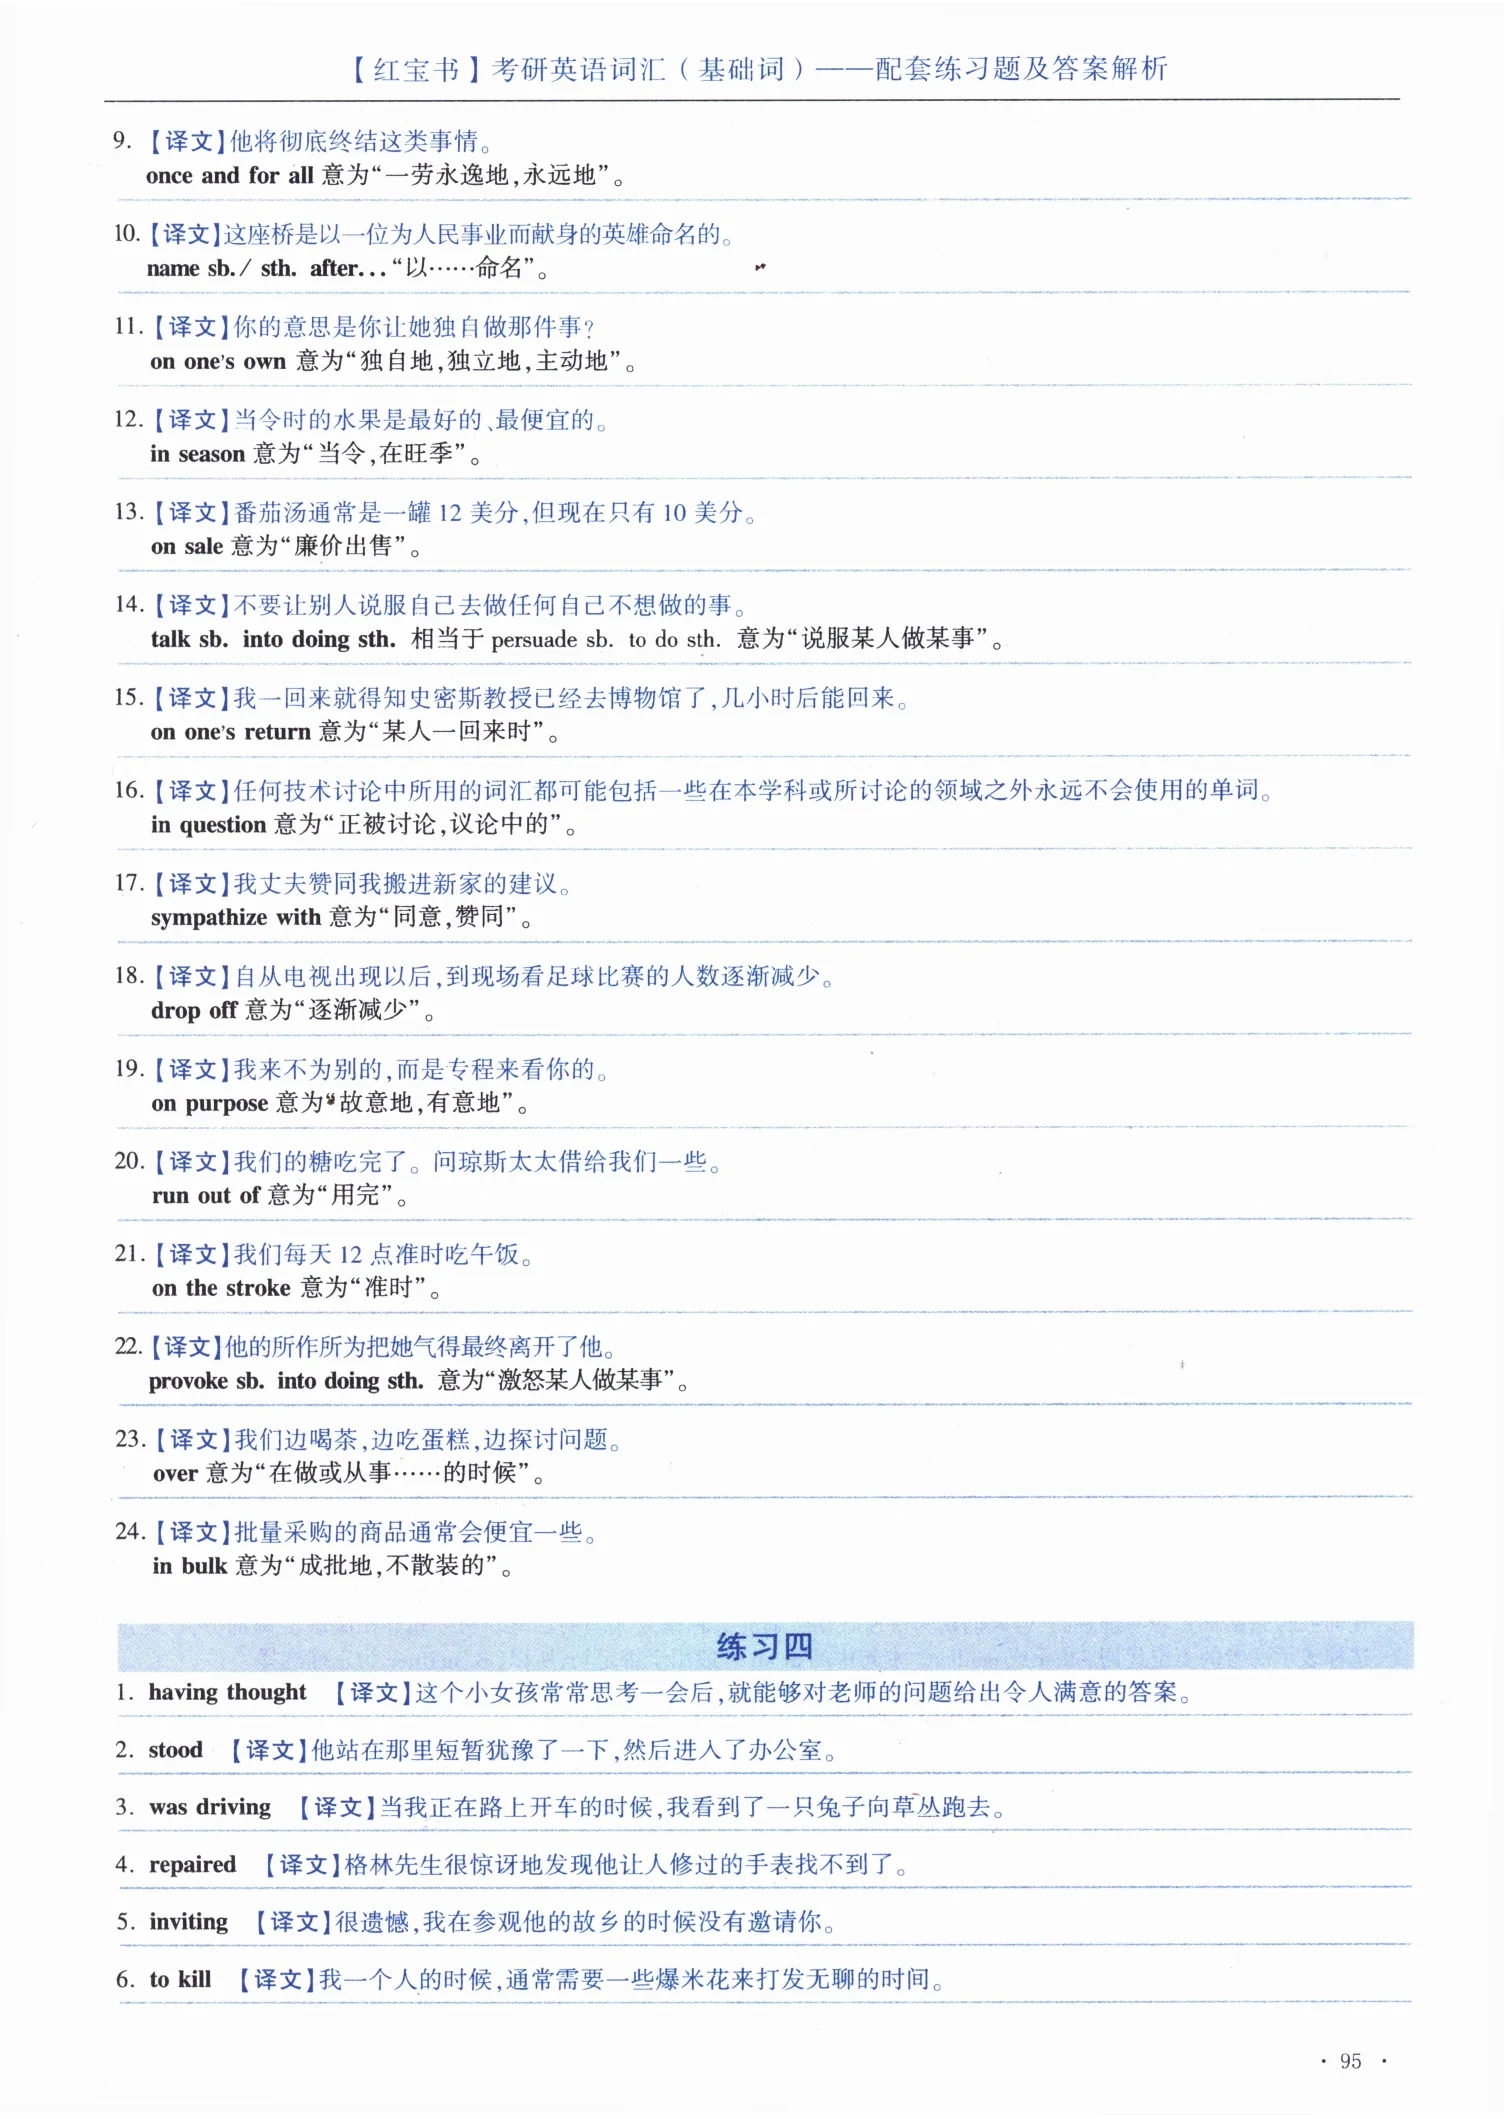 【红宝书】考研英语词汇（基础词）——配套练习题及答案解析
9. 【译文】他将彻底终结这类事情。
once and for all 意为“一劳永逸地,永远地”。
10. 【译文】这座桥是以一位为人民事业而献身的英雄命名的。
name sb./ sth. after…“以……命名”。
11. 【译文】你的意思是你让她独自做那件事?
on one's own 意为“独自地,独立地,主动地”。
12. 【译文】当令时的水果是最好的、最便宜的。
in season 意为“当令,在旺季”。
13. 【译文】番茄汤通常是一罐 12 美分,但现在只有 10 美分。
on sale 意为“廉价出售”。
14. 【译文】不要让别人说服自己去做任何自己不想做的事。
talk sb. into doing sth. 相当于 persuade sb. to do sth. 意为“说服某人做某事”。
15. 【译文】我一回来就得知史密斯教授已经去博物馆了,几小时后能回来。
on one's return 意为“某人一回来时”。
16. 【译文】任何技术讨论中所用的词汇都可能包括一些在本学科或所讨论的领域之外永远不会使用的单词。
in question 意为“正被讨论,议论中的”。
17. 【译文】我丈夫赞同我搬进新家的建议。
sympathize with 意为“同意,赞同”。
18. 【译文】自从电视出现以后,到现场看足球比赛的人数逐渐减少。
drop off 意为“逐渐减少”。
19. 【译文】我来不为别的,而是专程来看你的。
on purpose 意为“故意地,有意地”。
20. 【译文】我们的糖吃完了。问琼斯太太借给我们一些。
run out of 意为“用完”。
21. 【译文】我们每天 12 点准时吃午饭。
on the stroke 意为“准时”。
22. 【译文】他的所作所为把她气得最终离开了他。
provoke sb. into doing sth. 意为“激怒某人做某事”。
23. 【译文】我们边喝茶,边吃蛋糕,边探讨问题。
over 意为“在做或从事……的时候”。
24. 【译文】批量采购的商品通常会便宜一些。
in bulk 意为“成批地,不散装的”。
练习四
1. having thought 【译文】这个小女孩常常思考一会后,就能够对老师的问题给出令人满意的答案。
2. stood 【译文】他站在那里短暂犹豫了一下,然后进入了办公室。
3. was driving 【译文】当我正在路上开车的时候,我看到了一只兔子向草丛跑去。
4. repaired 【译文】格林先生很惊讶地发现他让人修过的手表找不到了。
5. inviting 【译文】很遗憾,我在参观他的故乡的时候没有邀请你。
6. to kill 【译文】我一个人的时候,通常需要一些爆米花来打发无聊的时间。
· 95 ·